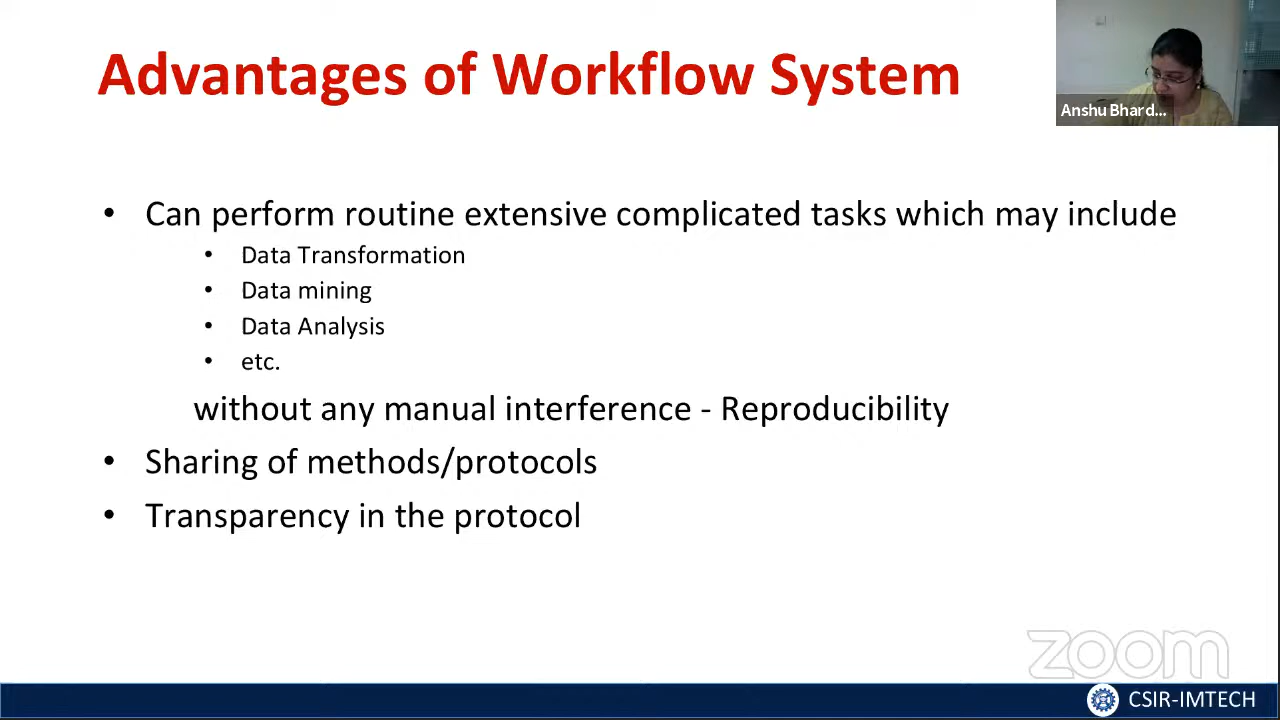 Advantages of Workflow System
Anshu Bhard...
• Can perform routine extensive complicated tasks which may include
• Data Transformation
• Data mining
• Data Analysis
• etc.
without any manual interference - Reproducibility
• Sharing of methods/protocols
• Transparency in the protocol
zoom
CSIR-IMTECH